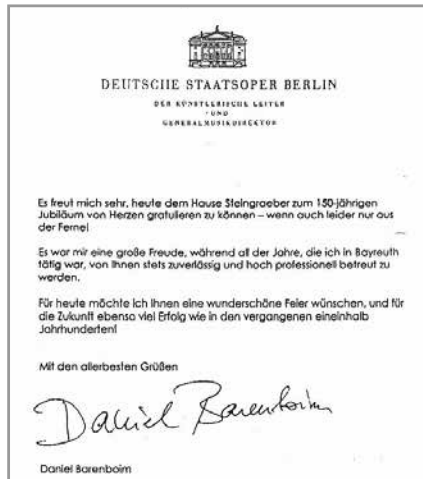 DEUTSCHE STAATSOPER BERLIN
DER KÜNSTLERISCHE LEITER
UND
GENERALMUSIKDIREKTOR
Es freut mich sehr, heute dem Hause Steingraeber zum 150-jährigen
Jubiläum von Herzen gratulieren zu können – wenn auch leider nur aus
der Ferne!
Es war mir eine große Freude, während all der Jahre, die ich in Bayreuth
tätig war, von Ihnen stets zuverlässig und hoch professionell betreut zu
werden.
Für heute möchte ich Ihnen eine wunderschöne Feier wünschen, und für
die Zukunft ebenso viel Erfolg wie in den vergangenen eineinhalb
Jahrhunderten!
Mit den allerbesten Grüßen
Daniel Barenboim
Daniel Barenboim